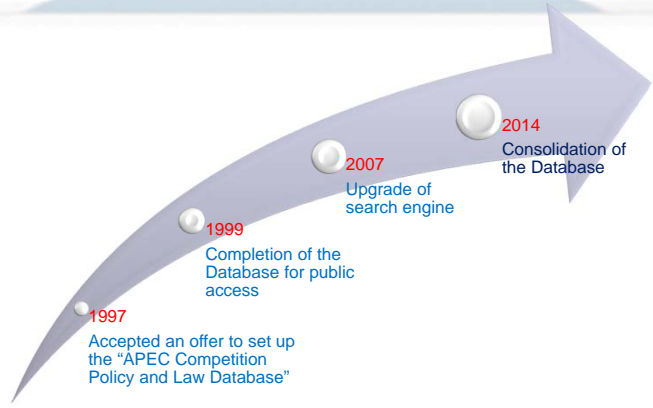 2014
Consolidation of
the Database
2007
Upgrade of
search engine
1999
Completion of the
Database for public
access
1997
Accepted an offer to set up
the “APEC Competition
Policy and Law Database”